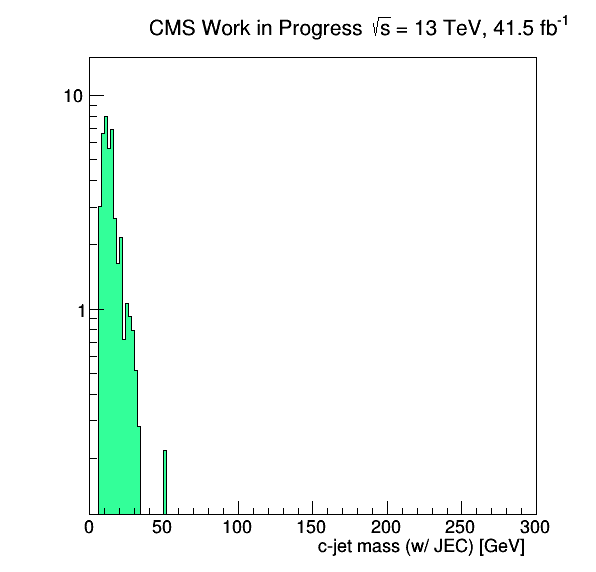 CMS Work in Progress √s = 13 TeV, 41.5 fb⁻¹
10
1
0 50 100 150 200 250 300
c-jet mass (w/ JEC) [GeV]